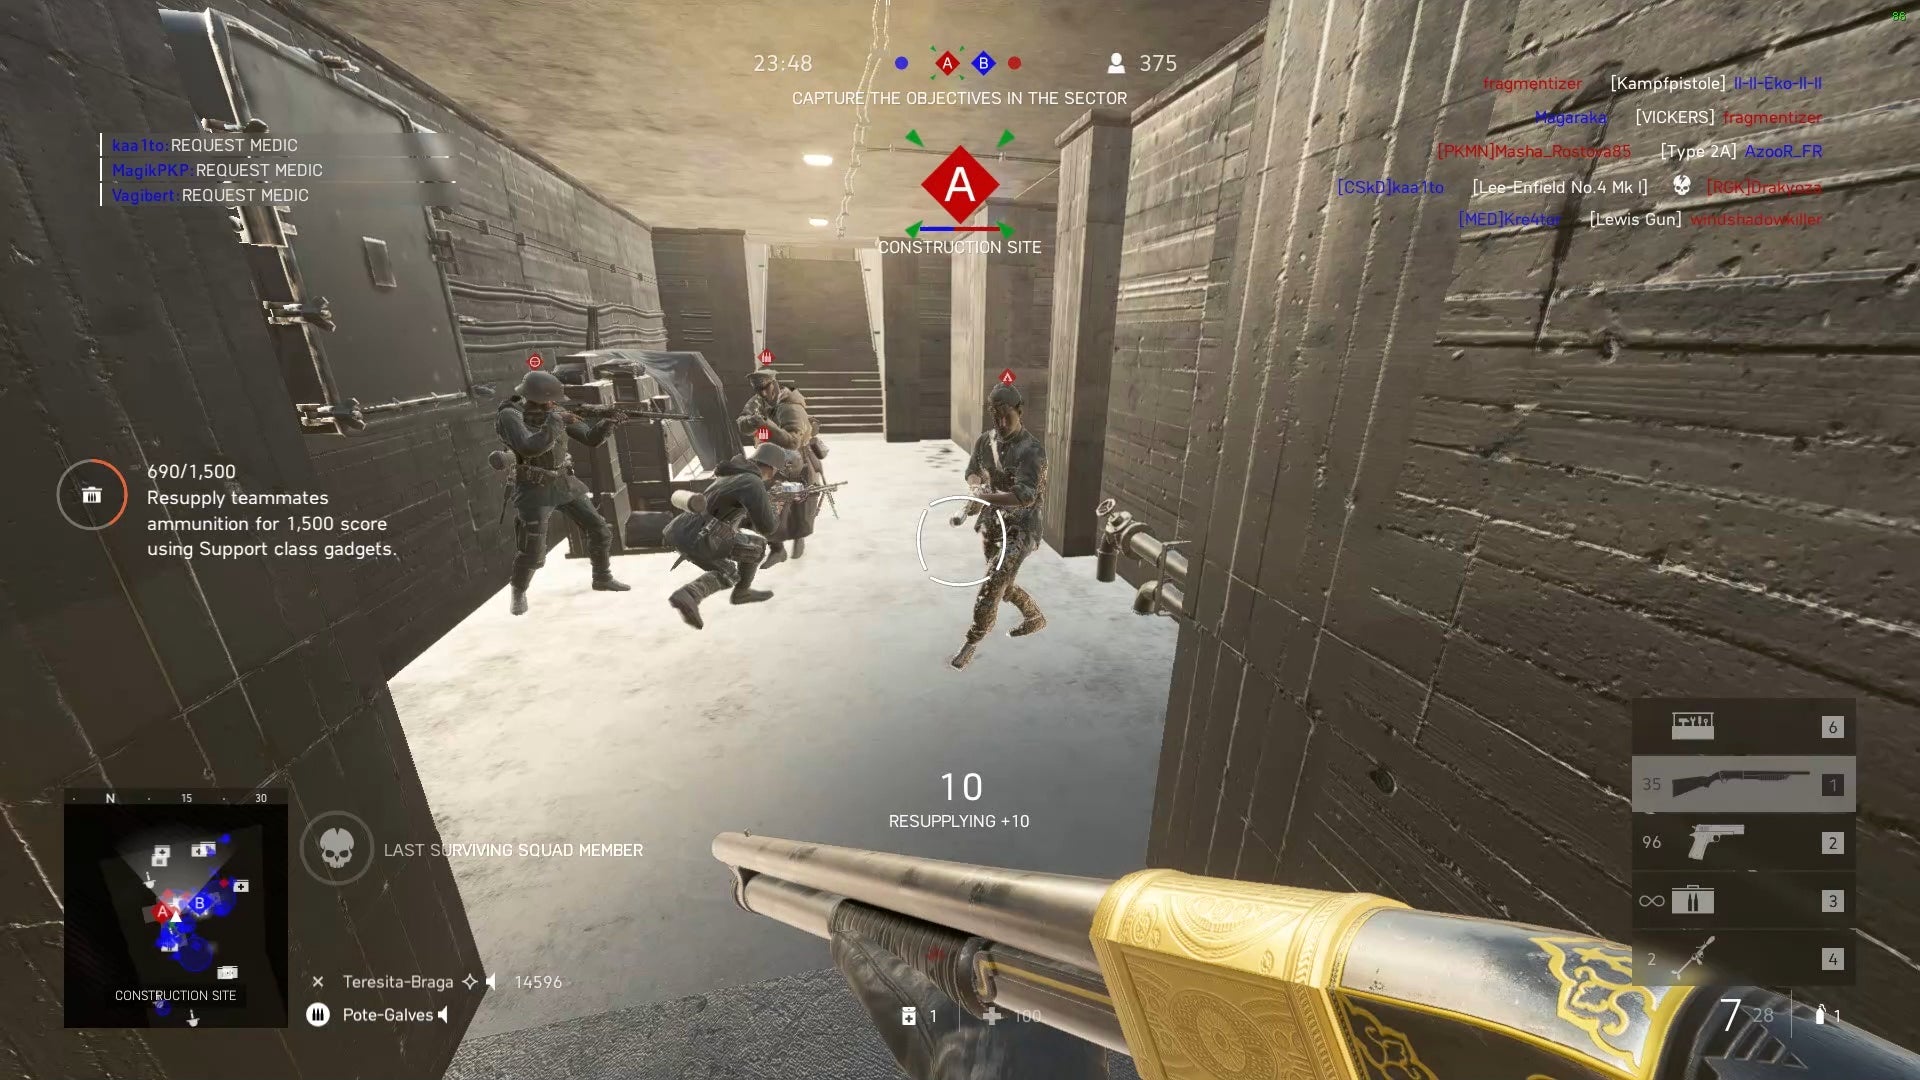 86
23:48
A
B
375
CAPTURE THE OBJECTIVES IN THE SECTOR
fragmentizer [Kampfpistole] II-II-Eko-II-II
Magaraka [VICKERS] fragmentizer
[PKMN]Masha_Rostova85 [Type 2A] AzooR_FR
[CSkD]kaa1to [Lee-Enfield No.4 Mk I] [RGK]Drakyoza
[Lewis Gun] windshadowkiller
kaa1to: REQUEST MEDIC
MagikPKP: REQUEST MEDIC
Vagibert: REQUEST MEDIC
A
CONSTRUCTION SITE
690/1,500
Resupply teammates
ammunition for 1,500 score
using Support class gadgets.
10
RESUPPLYING +10
N 15 30
A
B
CONSTRUCTION SITE
LAST SURVIVING SQUAD MEMBER
Teresita-Braga 14596
Pote-Galves
1
100
6
35 1
96 2
∞ 3
2 4
7 28
1